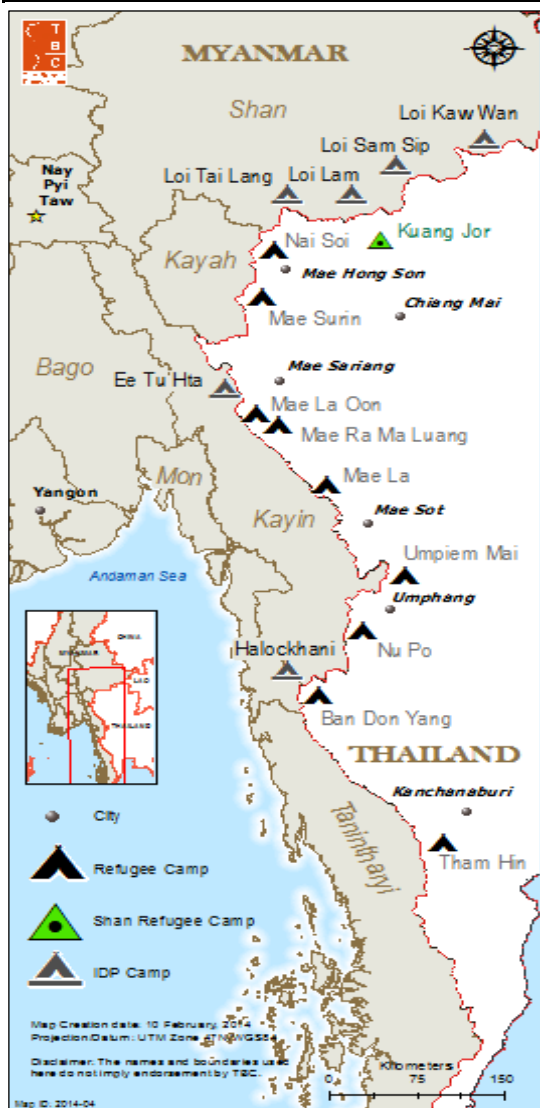 T
B
C
MYANMAR
Shan
Loi Kaw Wan
Loi Sam Sip
Loi Tai Lang
Loi Lam
Nay
Pyi
Taw
Nai Soi
Kuang Jor
Kayah
Mae Hong Son
Mae Surin
Chiang Mai
Bago
Mae Sariang
Ee Tu Hta
Mae La Oon
Mae Ra Ma Luang
Mon
Mae La
Yangon
Kayin
Mae Sot
Umpiem Mai
Andaman Sea
Umphang
CHINA
MYANMAR
LAO
THAILAND
Halockhani
Nu Po
Ban Don Yang
THAILAND
Kanchanaburi
Tanintharyi
Tham Hin
City
Refugee Camp
Shan Refugee Camp
IDP Camp
Map Creation date: 10 February, 2014
Projection/Datum: UTM Zone 47N/WGS84
Disclaimer: The names and boundaries used
here do not imply endorsement by TBC.
Map ID: 2014-04
Kilometers
0 75 150